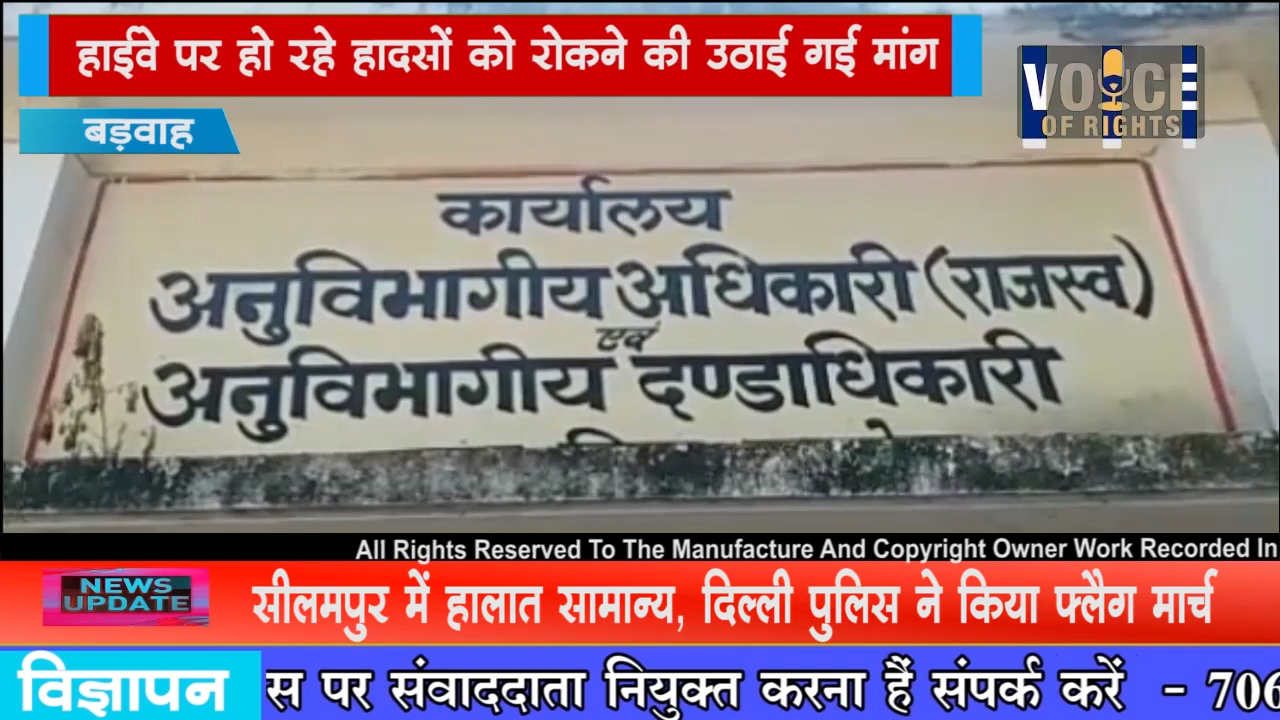 हाईवे पर हो रहे हादसों को रोकने की उठाई गई मांग
VOICE
OF RIGHTS
बड़वाह
कार्यालय
अनुविभागीय अधिकारी (राजस्व)
एवं
अनुविभागीय दण्डाधिकारी
All Rights Reserved To The Manufacture And Copyright Owner Work Recorded In
NEWS
UPDATE
सीलमपुर में हालात सामान्य, दिल्ली पुलिस ने किया फ्लैग मार्च
विज्ञापन
स पर संवाददाता नियुक्त करना हैं संपर्क करें - 706